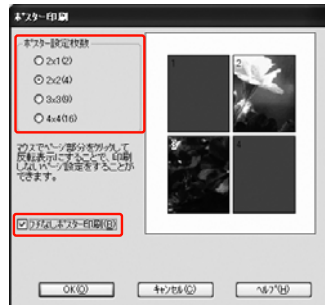 ポスター印刷
ポスター設定枚数
2x1(2)
2x2(4)
3x3(9)
4x4(16)
1
2
3
4
マウスでページ部分をクリックして
反転表示にすることで、印刷
しないページ設定をすることが
できます。
フチなしポスター印刷(B)
OK(O)
キャンセル(C)
ヘルプ(H)